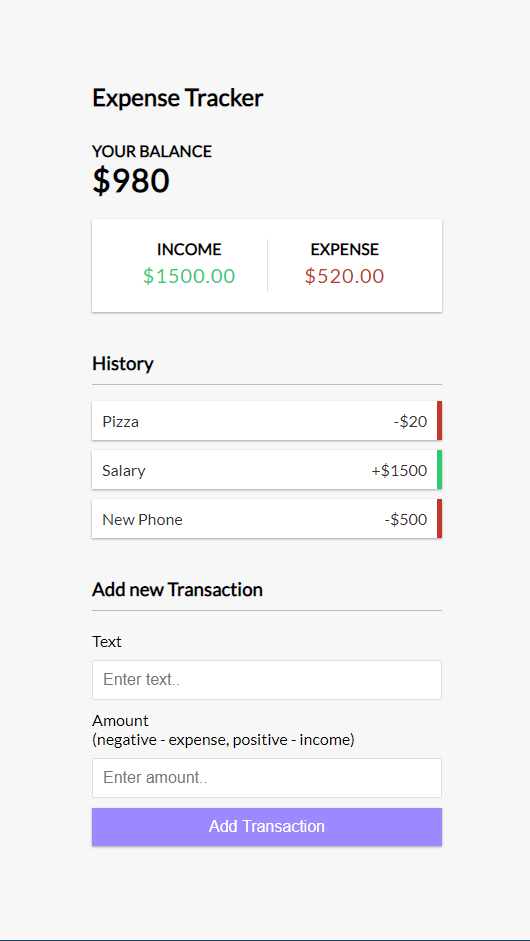 Expense Tracker
YOUR BALANCE
$980
INCOME EXPENSE
$1500.00 $520.00
History
Pizza -$20
Salary +$1500
New Phone -$500
Add new Transaction
Text
Enter text..
Amount
(negative - expense, positive - income)
Enter amount..
Add Transaction